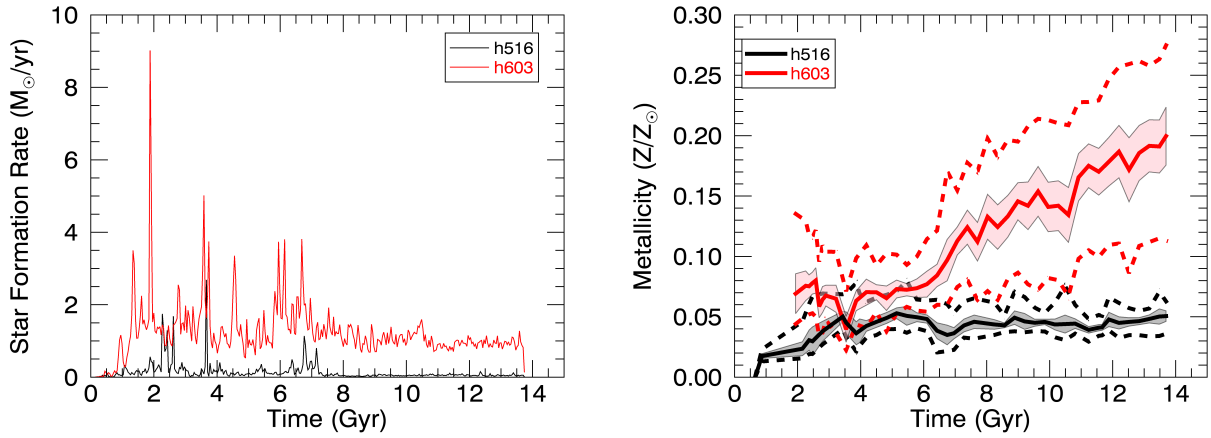 10
8
6
4
2
0
Star Formation Rate (M☉/yr)
h516
h603
0 2 4 6 8 10 12 14
Time (Gyr)
0.30
0.25
0.20
0.15
0.10
0.05
0.00
Metallicity (Z/Z☉)
h516
h603
0 2 4 6 8 10 12 14
Time (Gyr)